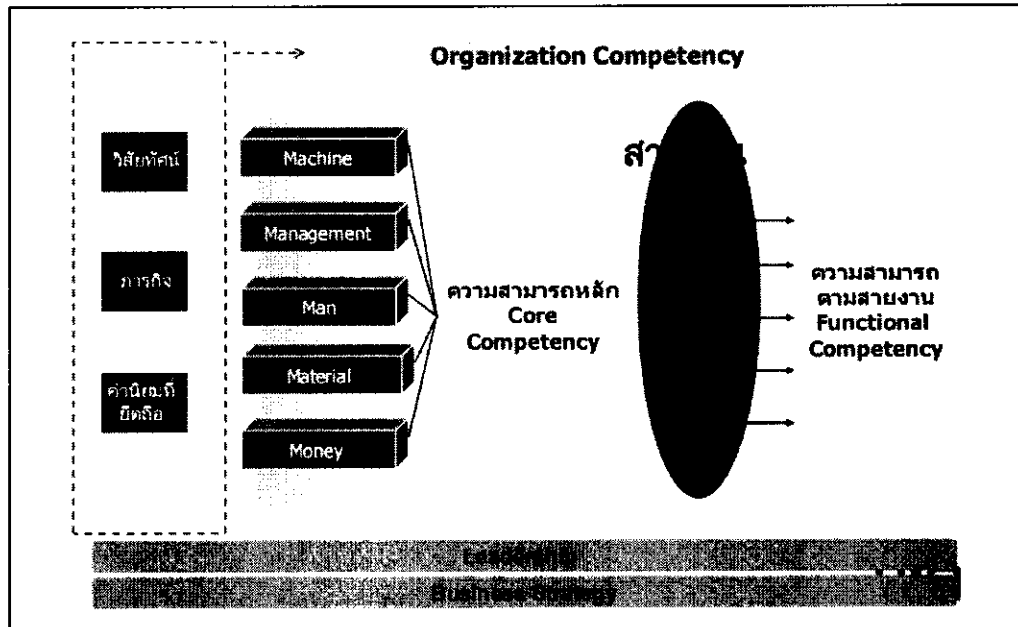 Organization Competency
วิสัยทัศน์
ภารกิจ
ค่านิยมที่
ยึดถือ
Machine
Management
Man
Material
Money
ความสามารถหลัก
Core
Competency
ความสามารถ
ตามสายงาน
Functional
Competency
Leadership
Business Strategy